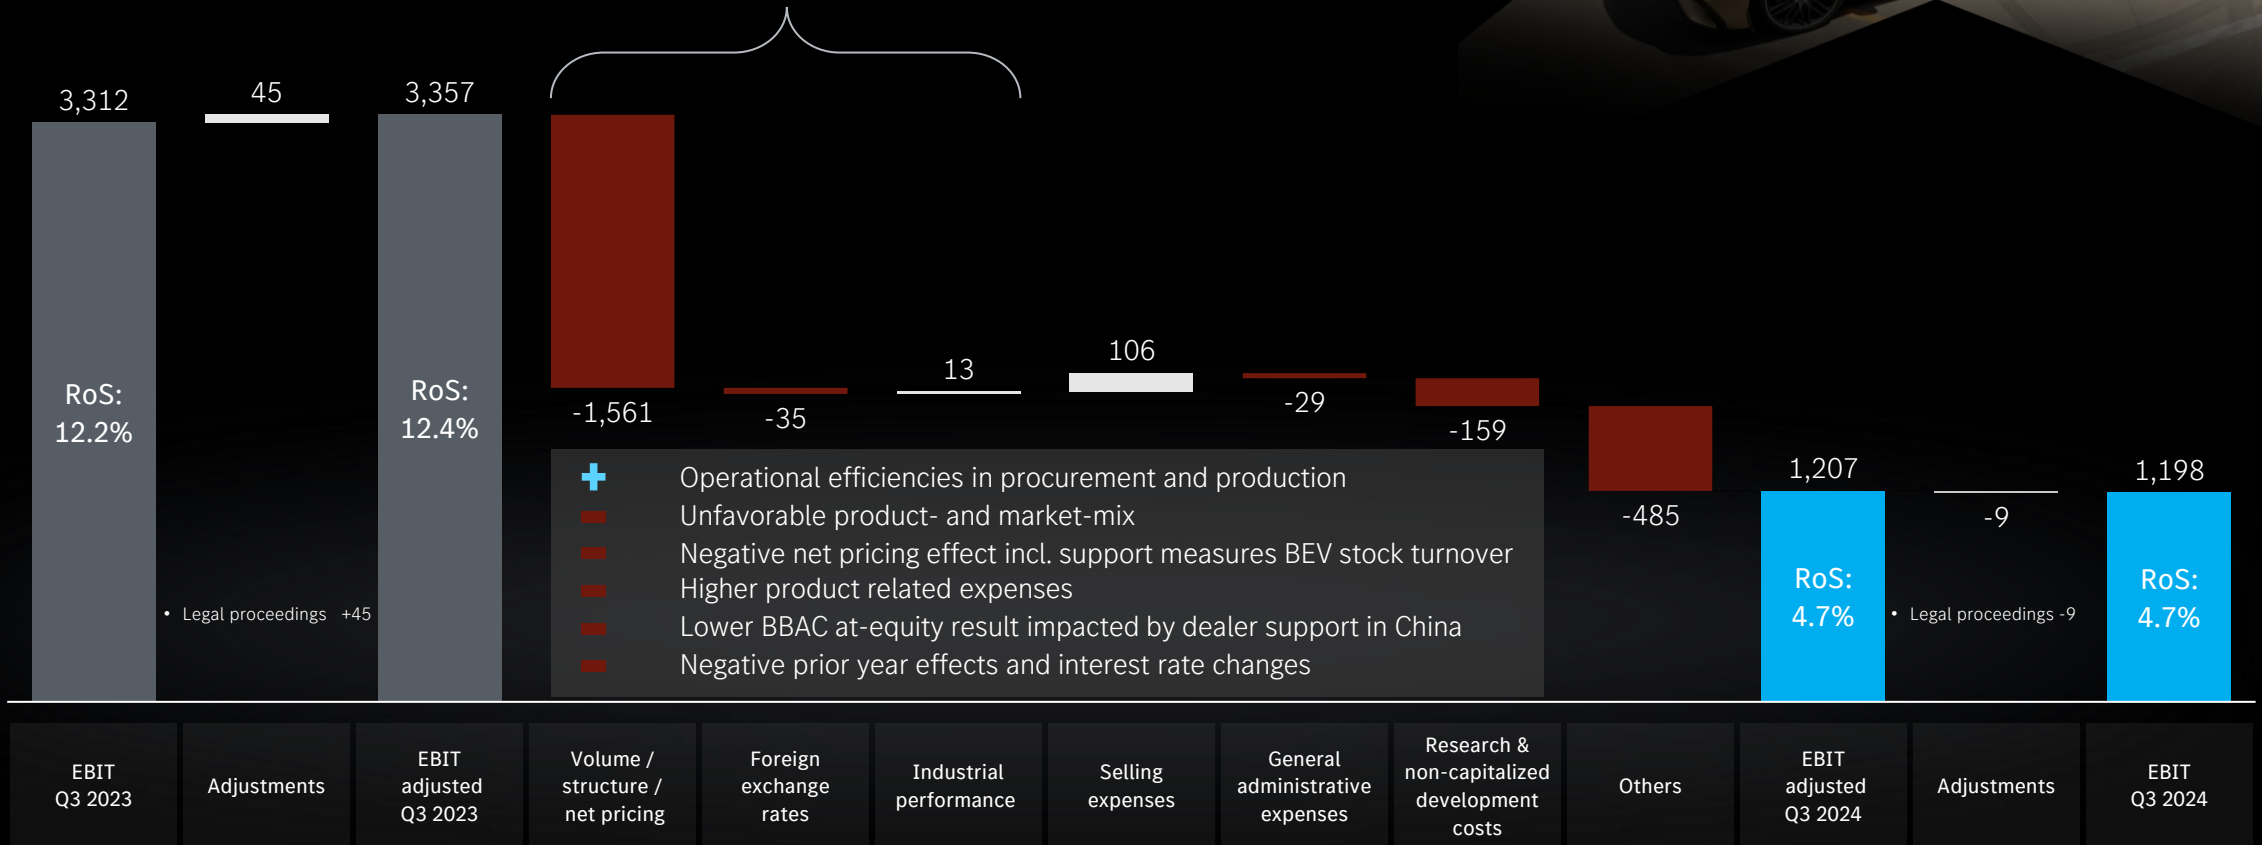 3,312
45
3,357
-1,561
-35
13
106
-29
-159
-485
1,207
-9
1,198
RoS:
12.2%
RoS:
12.4%
RoS:
4.7%
RoS:
4.7%
• Legal proceedings +45
• Legal proceedings -9
Operational efficiencies in procurement and production
Unfavorable product- and market-mix
Negative net pricing effect incl. support measures BEV stock turnover
Higher product related expenses
Lower BBAC at-equity result impacted by dealer support in China
Negative prior year effects and interest rate changes
EBIT
Q3 2023
Adjustments
EBIT
adjusted
Q3 2023
Volume /
structure /
net pricing
Foreign
exchange
rates
Industrial
performance
Selling
expenses
General
administrative
expenses
Research &
non-capitalized
development
costs
Others
EBIT
adjusted
Q3 2024
Adjustments
EBIT
Q3 2024